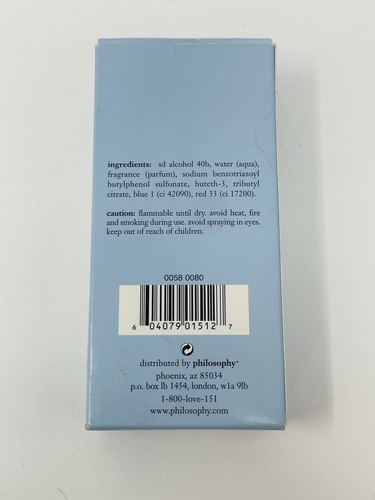 ingredients: sd alcohol 40b, water (aqua),
fragrance (parfum), sodium benzotriazoyl
butylphenol sulfonate, buteth-3, tributyl
citrate, blue 1 (ci 42090), red 33 (ci 17200).
caution: flammable until dry. avoid heat, fire
and smoking during use. avoid spraying in eyes.
keep out of reach of children.
0058 0080
6 04079 01512 7
distributed by philosophy®
phoenix, az 85034
p.o. box lb 1454, london, w1a 9lb
1-800-love-151
www.philosophy.com